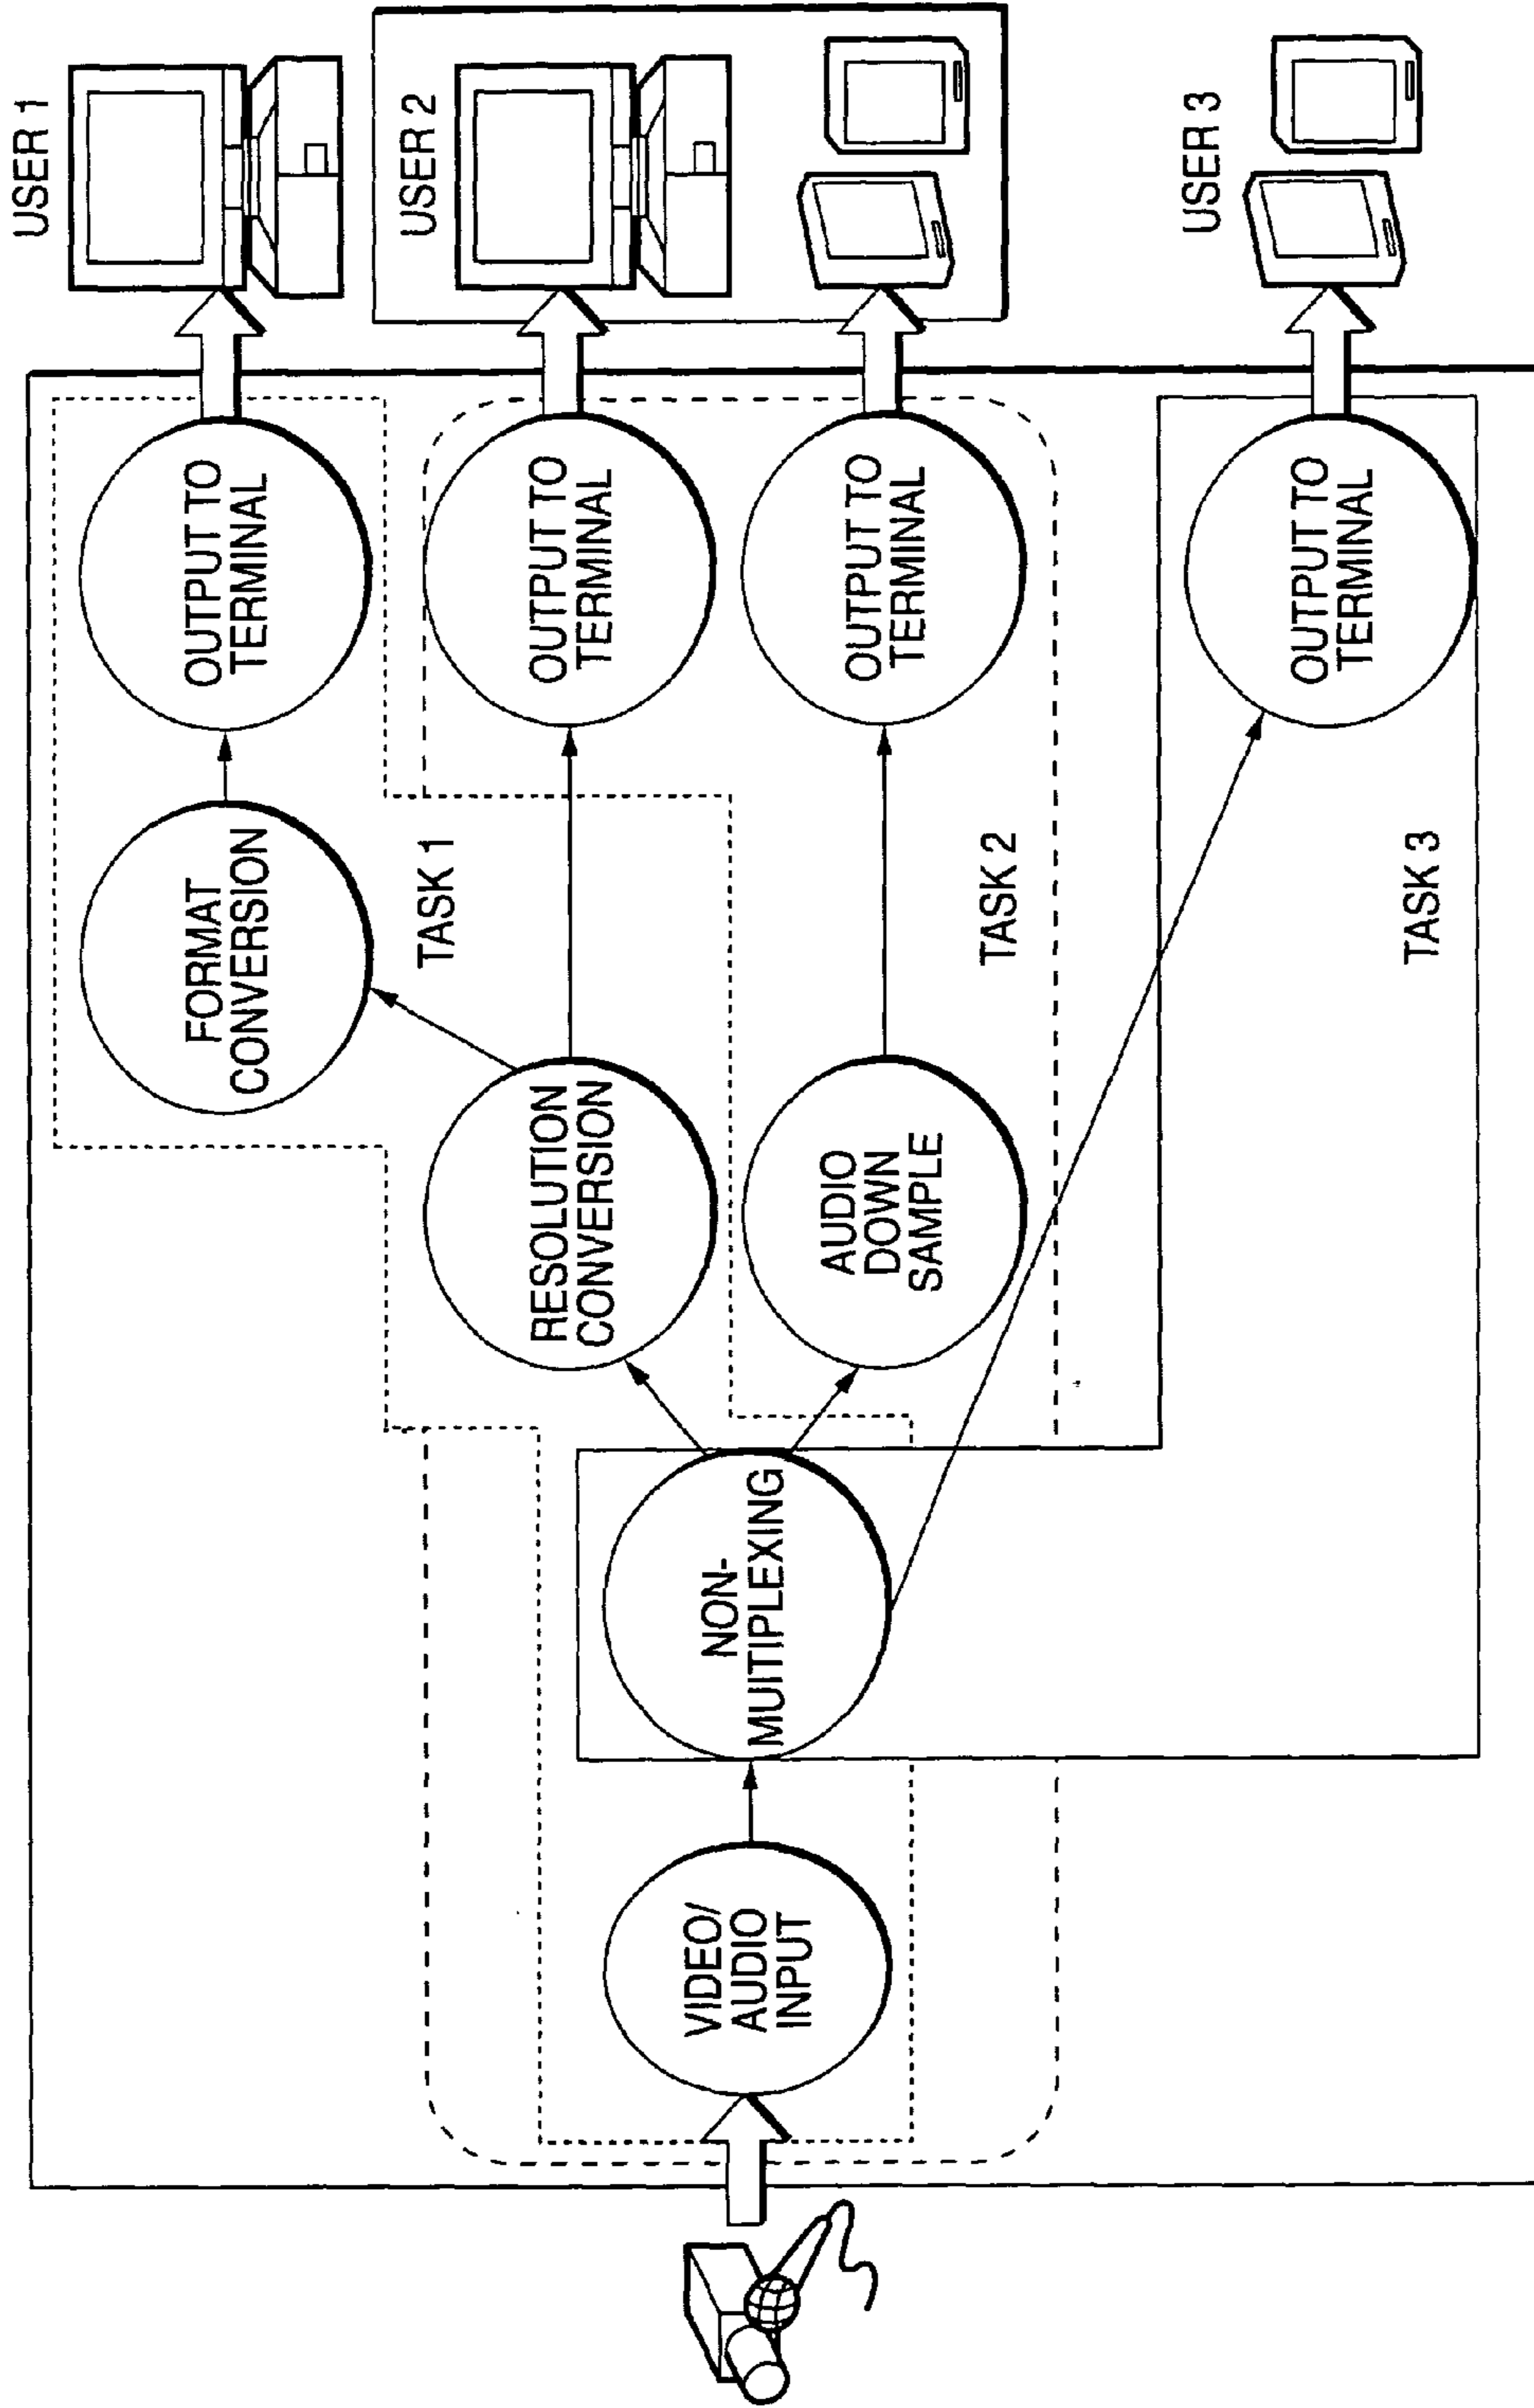 USER 1
USER 2
USER 3
OUTPUT TO
TERMINAL
OUTPUT TO
TERMINAL
OUTPUT TO
TERMINAL
OUTPUT TO
TERMINAL
FORMAT
CONVERSION
TASK 1
TASK 2
TASK 3
RESOLUTION
CONVERSION
AUDIO
DOWN
SAMPLE
NON-
MUITIPLEXING
VIDEO/
AUDIO
INPUT